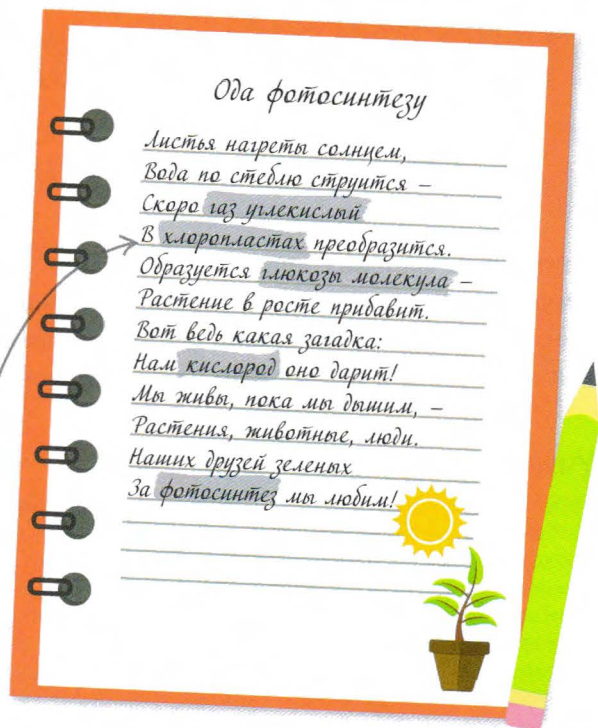 Ода фотосинтезу
Листья нагреты солнцем,
Вода по стеблю струится –
Скоро газ углекислый
В хлоропластах преобразится.
Образуется глюкозы молекула –
Растение в росте прибавит.
Вот ведь какая загадка:
Нам кислород оно дарит!
Мы живы, пока мы дышим, –
Растения, животные, люди.
Наших друзей зеленых
За фотосинтез мы любим!